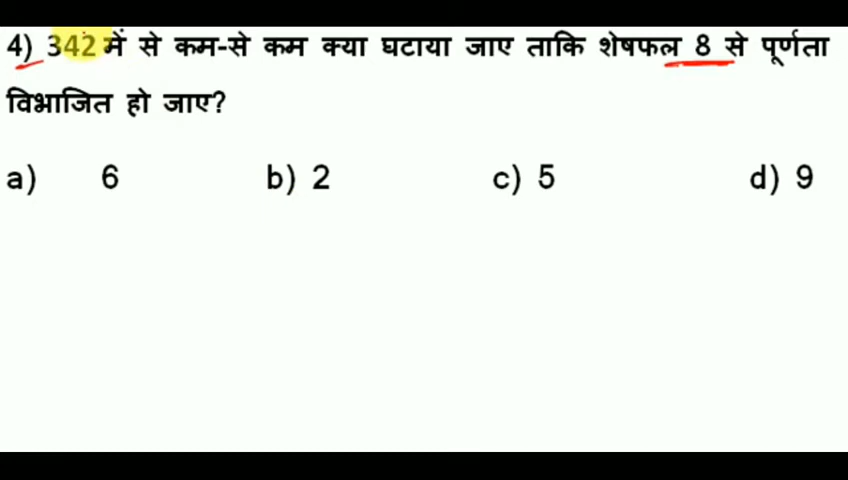 4) 342 में से कम-से कम क्या घटाया जाए ताकि शेषफल 8 से पूर्णता
विभाजित हो जाए?
a) 6 b) 2 c) 5 d) 9